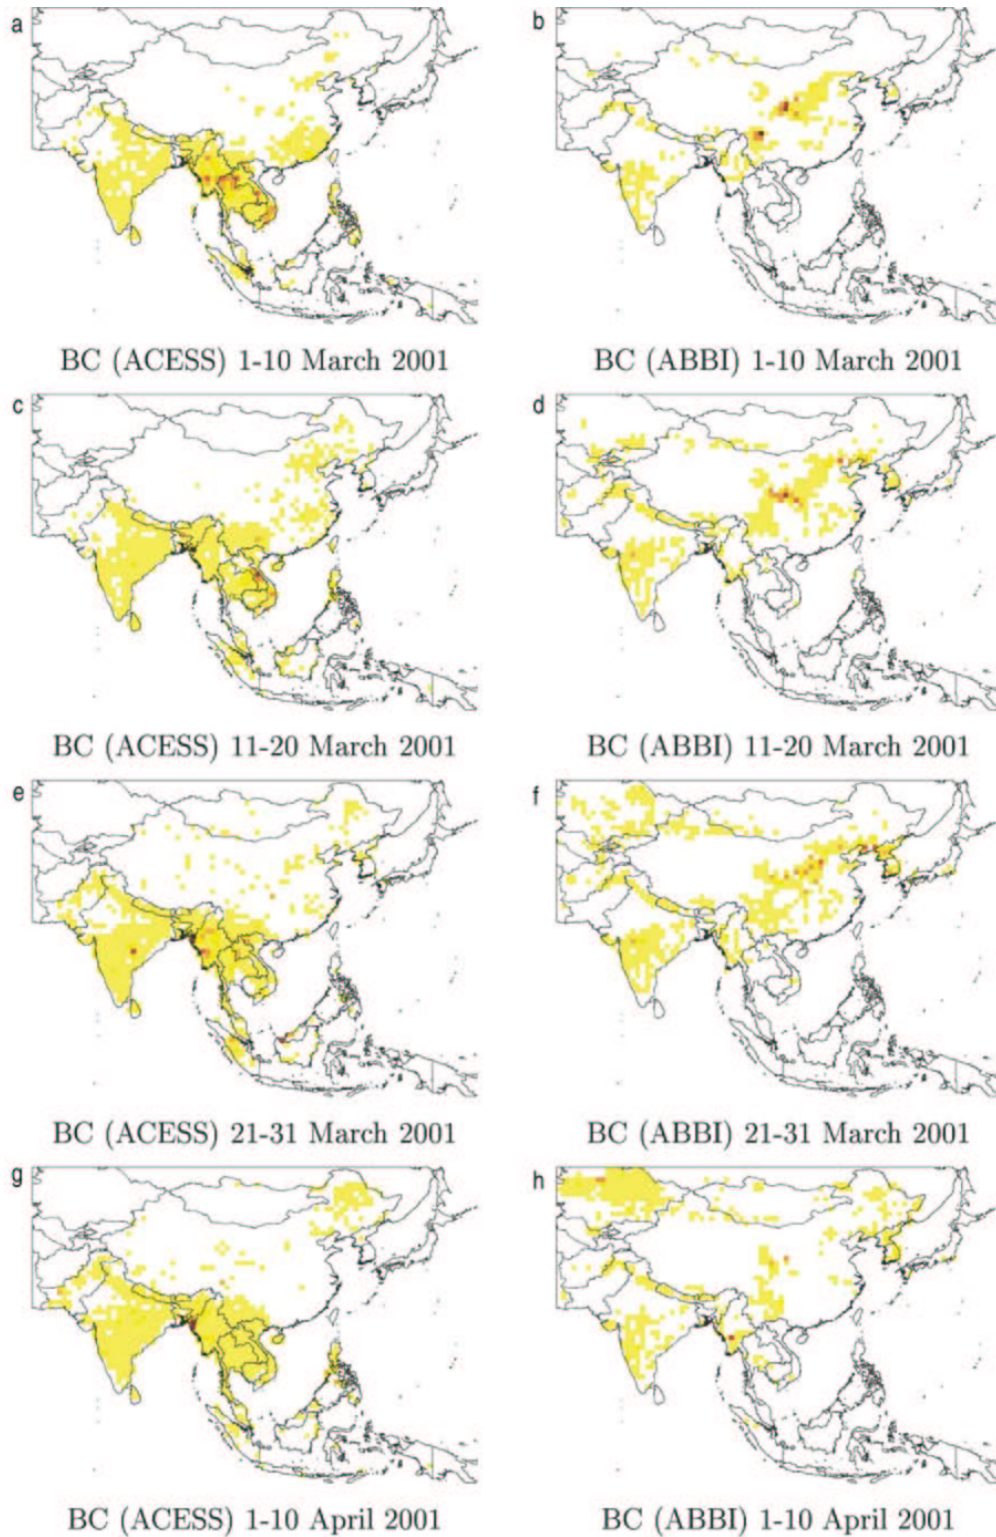 a
b
BC (ACESS) 1-10 March 2001
BC (ABBI) 1-10 March 2001
c
d
BC (ACESS) 11-20 March 2001
BC (ABBI) 11-20 March 2001
e
f
BC (ACESS) 21-31 March 2001
BC (ABBI) 21-31 March 2001
g
h
BC (ACESS) 1-10 April 2001
BC (ABBI) 1-10 April 2001